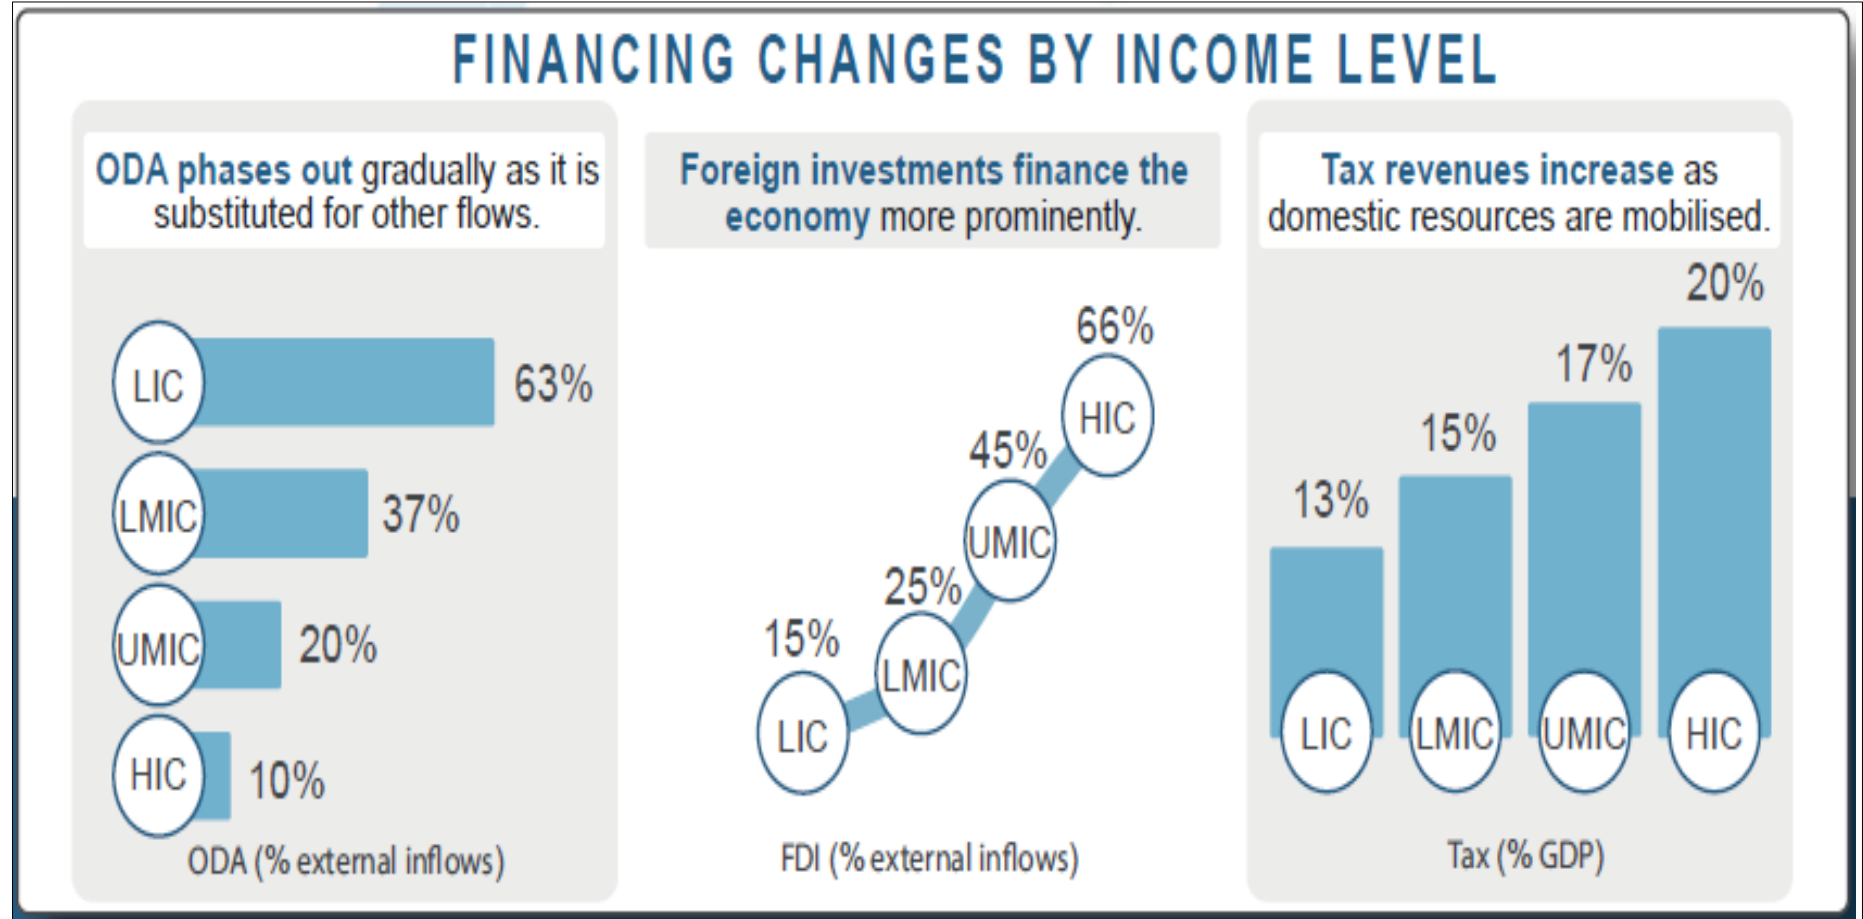 FINANCING CHANGES BY INCOME LEVEL
ODA phases out gradually as it is
substituted for other flows.
LIC
63%
LMIC
37%
UMIC
20%
HIC
10%
ODA (% external inflows)
Foreign investments finance the
economy more prominently.
66%
HIC
45%
UMIC
25%
LMIC
15%
LIC
FDI (% external inflows)
Tax revenues increase as
domestic resources are mobilised.
20%
17%
15%
13%
LIC
LMIC
UMIC
HIC
Tax (% GDP)